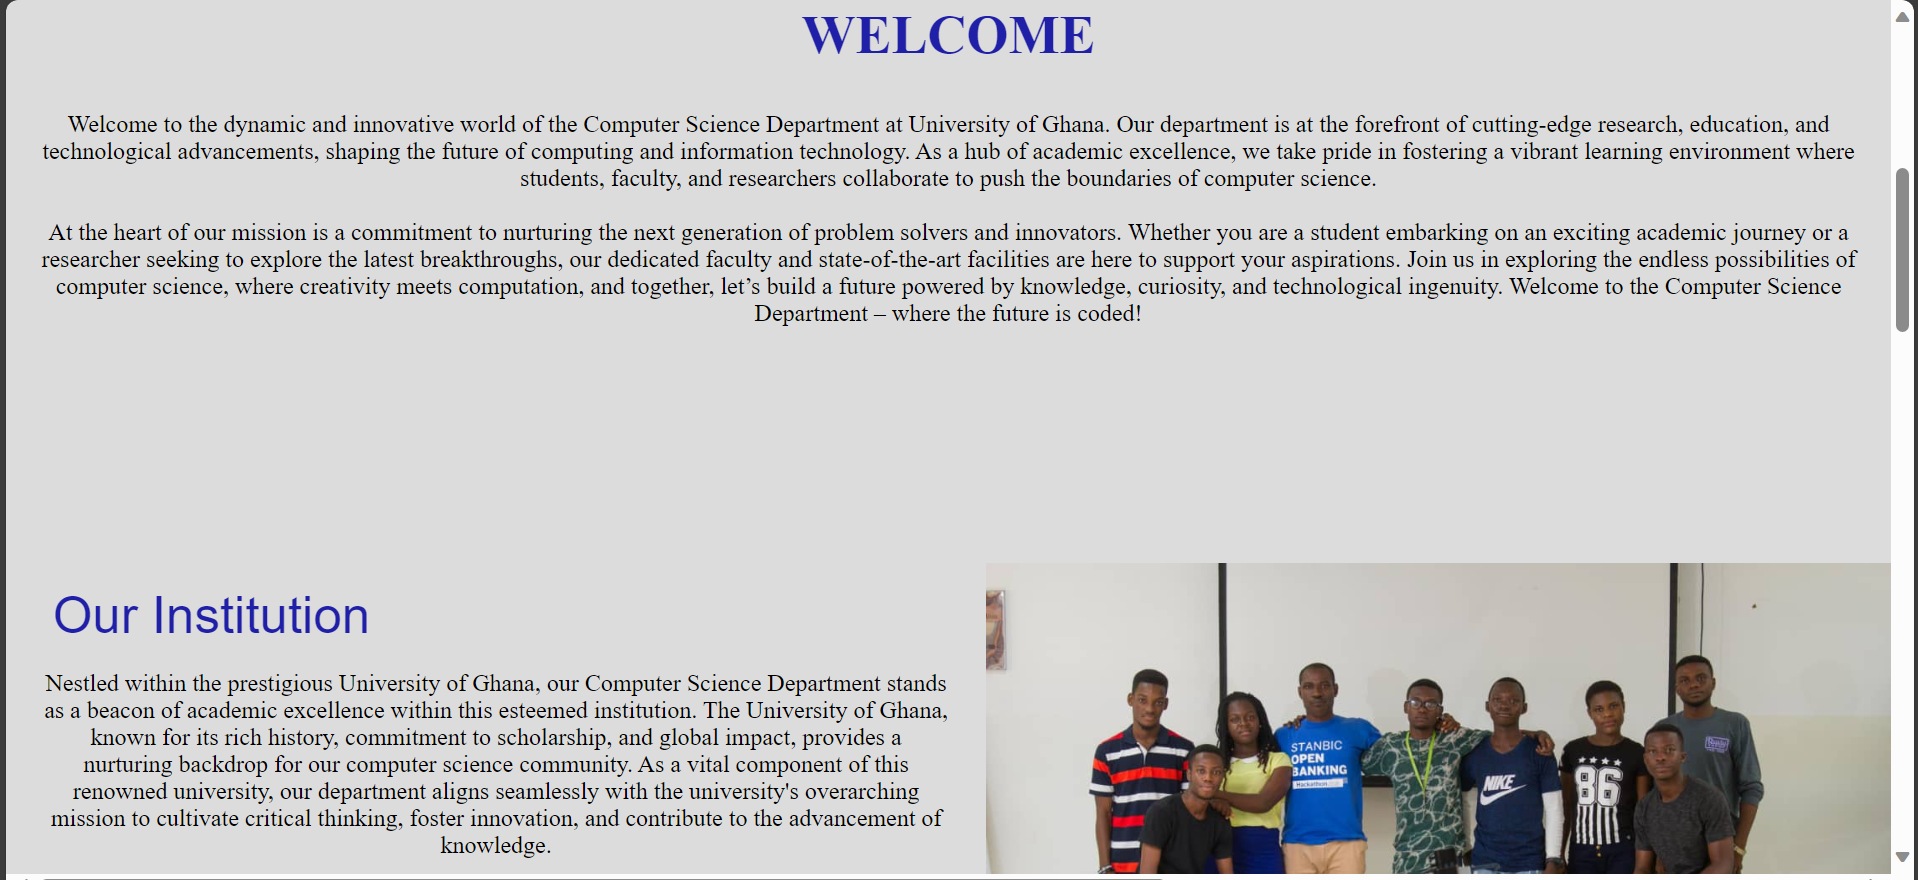 WELCOME
Welcome to the dynamic and innovative world of the Computer Science Department at University of Ghana. Our department is at the forefront of cutting-edge research, education, and
technological advancements, shaping the future of computing and information technology. As a hub of academic excellence, we take pride in fostering a vibrant learning environment where
students, faculty, and researchers collaborate to push the boundaries of computer science.
At the heart of our mission is a commitment to nurturing the next generation of problem solvers and innovators. Whether you are a student embarking on an exciting academic journey or a
researcher seeking to explore the latest breakthroughs, our dedicated faculty and state-of-the-art facilities are here to support your aspirations. Join us in exploring the endless possibilities of
computer science, where creativity meets computation, and together, let’s build a future powered by knowledge, curiosity, and technological ingenuity. Welcome to the Computer Science
Department – where the future is coded!
Our Institution
Nestled within the prestigious University of Ghana, our Computer Science Department stands
as a beacon of academic excellence within this esteemed institution. The University of Ghana,
known for its rich history, commitment to scholarship, and global impact, provides a
nurturing backdrop for our computer science community. As a vital component of this
renowned university, our department aligns seamlessly with the university's overarching
mission to cultivate critical thinking, foster innovation, and contribute to the advancement of
knowledge.
STANBIC
OPEN
BANKING
Hackathon
NIKE
86